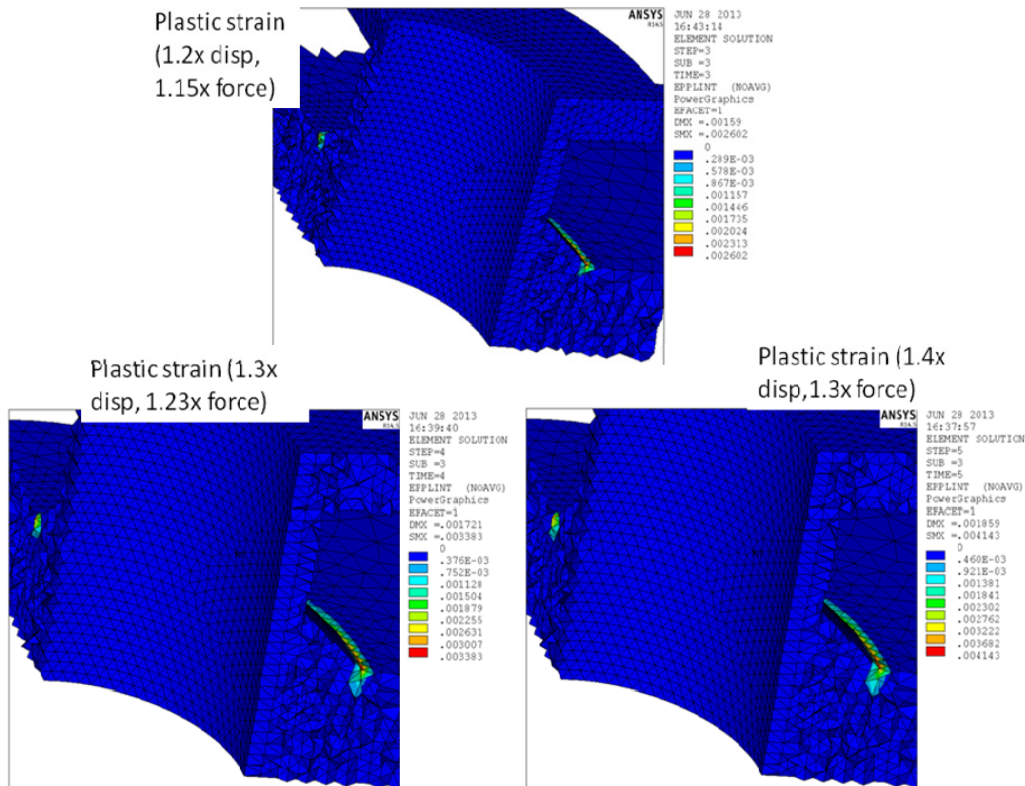 Plastic strain
(1.2x disp,
1.15x force)
ANSYS
R14.5
JUN 28 2013
16:43:14
ELEMENT SOLUTION
STEP=3
SUB =3
TIME=3
EPPLINT (NOAVG)
PowerGraphics
EFACET=1
DMX =.00159
SMX =.002602
0
.289E-03
.578E-03
.867E-03
.001157
.001446
.001735
.002024
.002313
.002602
Plastic strain (1.3x
disp, 1.23x force)
ANSYS
R14.5
JUN 28 2013
16:39:40
ELEMENT SOLUTION
STEP=4
SUB =3
TIME=4
EPPLINT (NOAVG)
PowerGraphics
EFACET=1
DMX =.001721
SMX =.003383
0
.376E-03
.752E-03
.001128
.001504
.001879
.002255
.002631
.003007
.003383
Plastic strain (1.4x
disp,1.3x force)
ANSYS
R14.5
JUN 28 2013
16:37:57
ELEMENT SOLUTION
STEP=5
SUB =3
TIME=5
EPPLINT (NOAVG)
PowerGraphics
EFACET=1
DMX =.001859
SMX =.004143
0
.460E-03
.921E-03
.001381
.001841
.002302
.002762
.003222
.003682
.004143